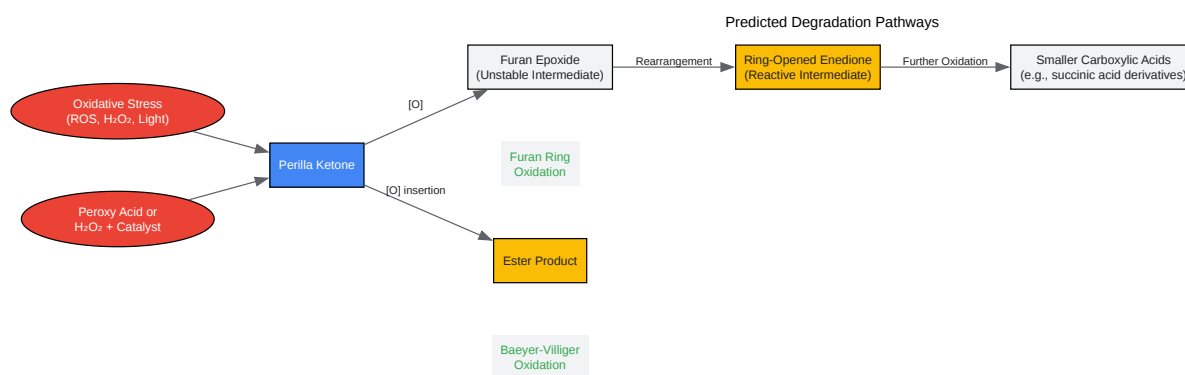 Predicted Degradation Pathways
Oxidative Stress
(ROS, H₂O₂, Light)
Peroxy Acid or
H₂O₂ + Catalyst
Perilla Ketone
[O]
[O] insertion
Furan Epoxide
(Unstable Intermediate)
Rearrangement
Ring-Opened Enedione
(Reactive Intermediate)
Further Oxidation
Smaller Carboxylic Acids
(e.g., succinic acid derivatives)
Furan Ring
Oxidation
Ester Product
Baeyer-Villiger
Oxidation